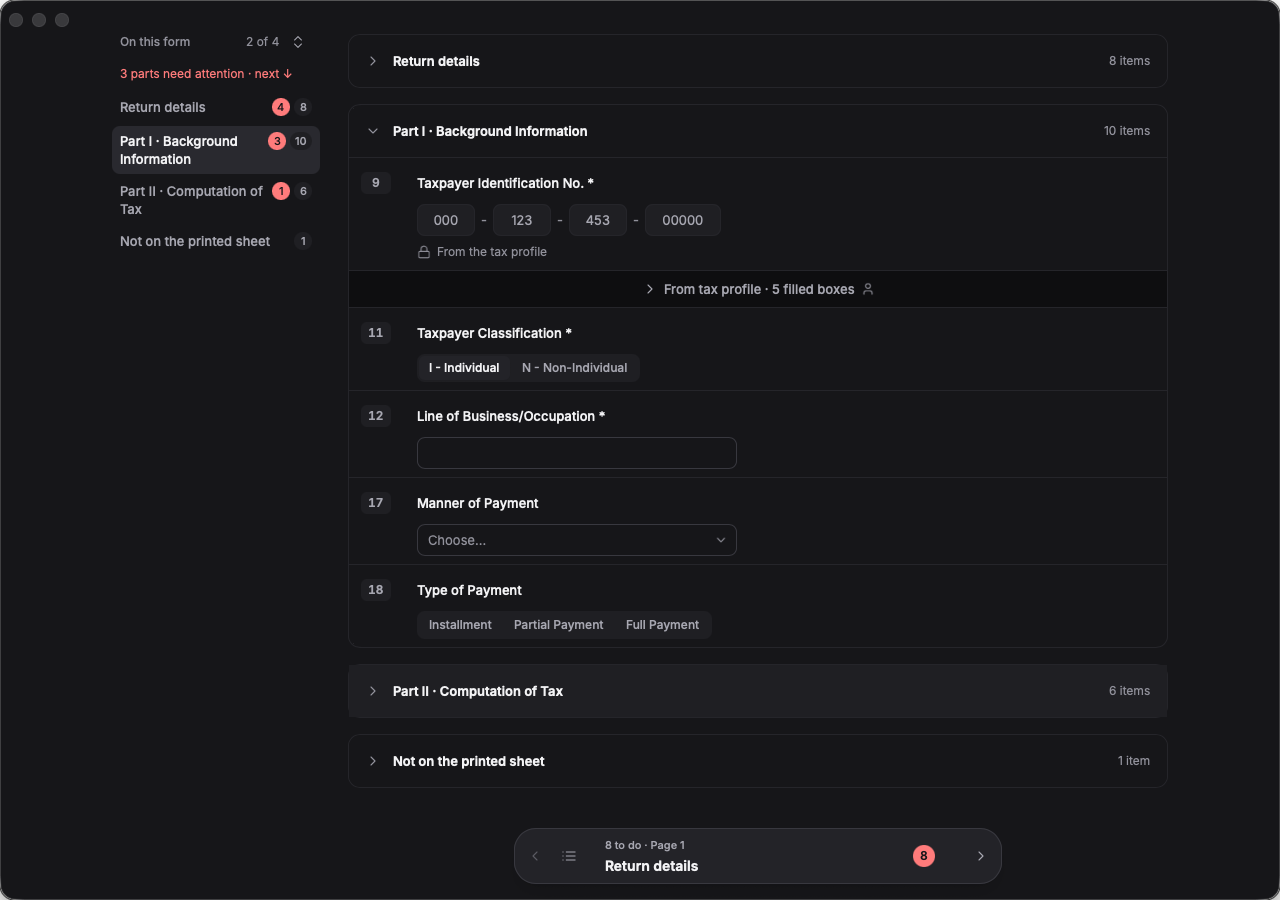 On this form 2 of 4
3 parts need attention · next ↓
Return details 4 8
Part I · Background Information 3 10
Part II · Computation of Tax 1 6
Not on the printed sheet 1
Return details 8 items
Part I · Background Information 10 items
9 Taxpayer Identification No. *
000 - 123 - 453 - 00000
From the tax profile
From tax profile · 5 filled boxes
11 Taxpayer Classification *
I - Individual N - Non-Individual
12 Line of Business/Occupation *
17 Manner of Payment
Choose...
18 Type of Payment
Installment Partial Payment Full Payment
Part II · Computation of Tax 6 items
Not on the printed sheet 1 item
8 to do · Page 1
Return details 8